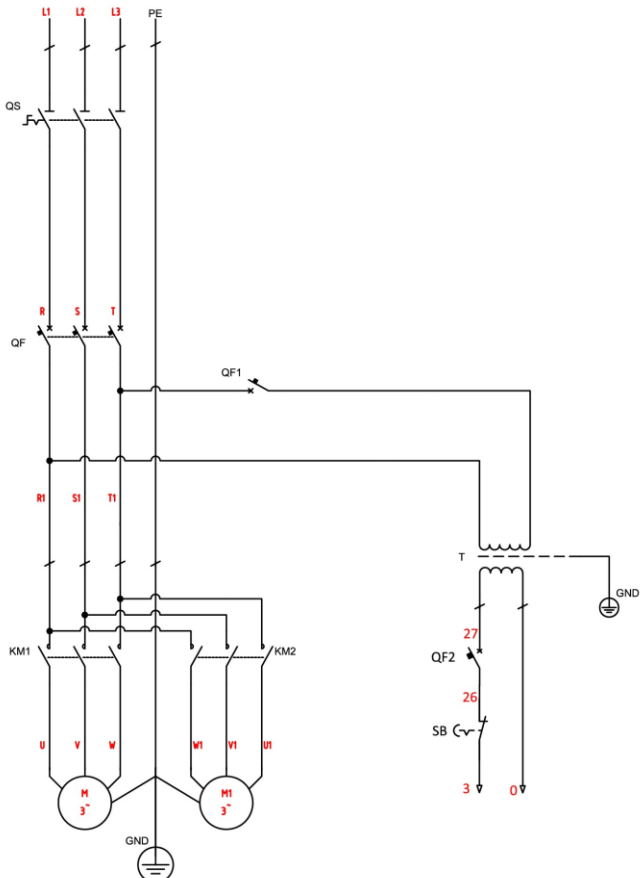 L1 L2 L3 PE
QS
R S T
QF
QF1
R1 S1 T1
T
GND
27
KM1 KM2 QF2
26
SB
U V W W1 V1 U1
3 0
M M1
3~ 3~
GND